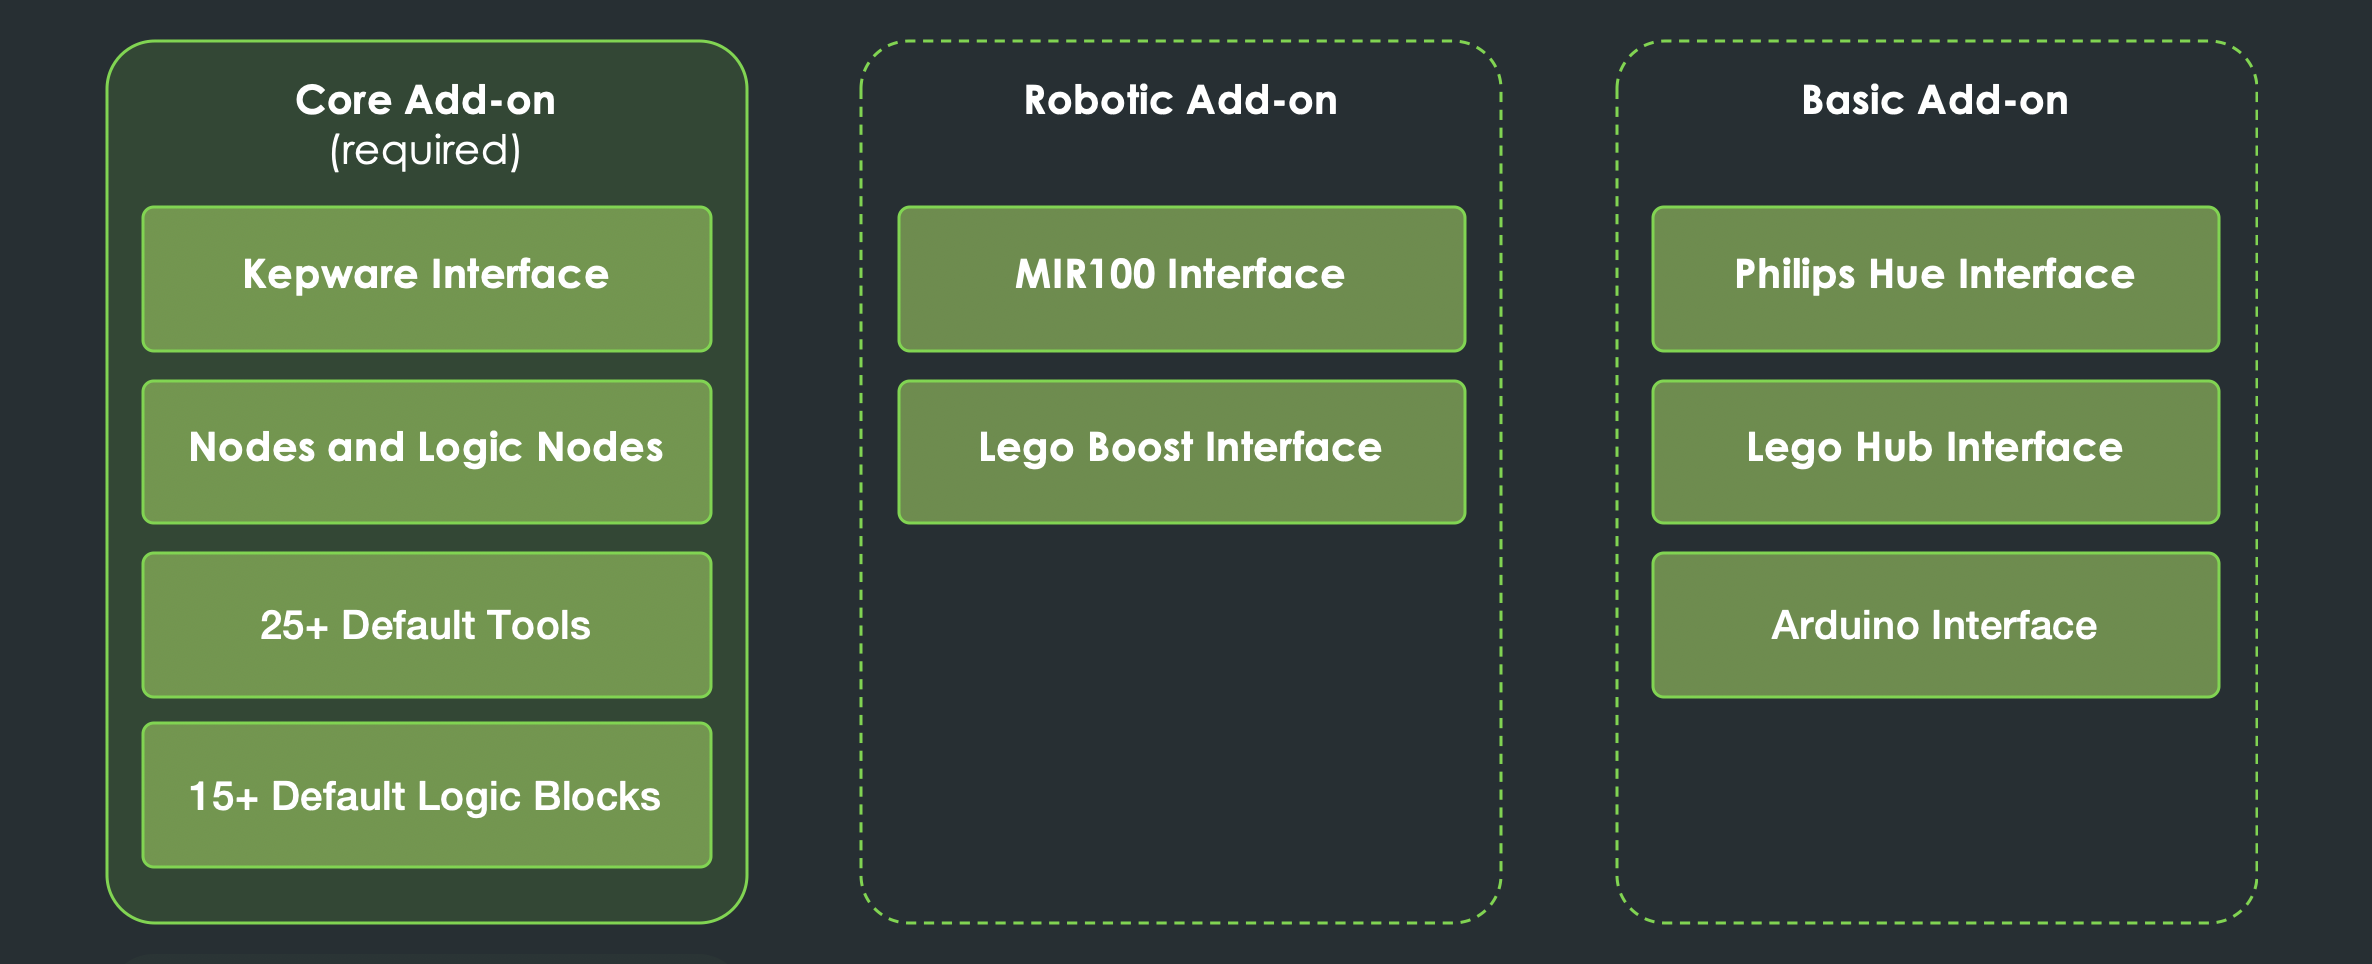 Core Add-on
(required)
Kepware Interface
Nodes and Logic Nodes
25+ Default Tools
15+ Default Logic Blocks
Robotic Add-on
MIR100 Interface
Lego Boost Interface
Basic Add-on
Philips Hue Interface
Lego Hub Interface
Arduino Interface